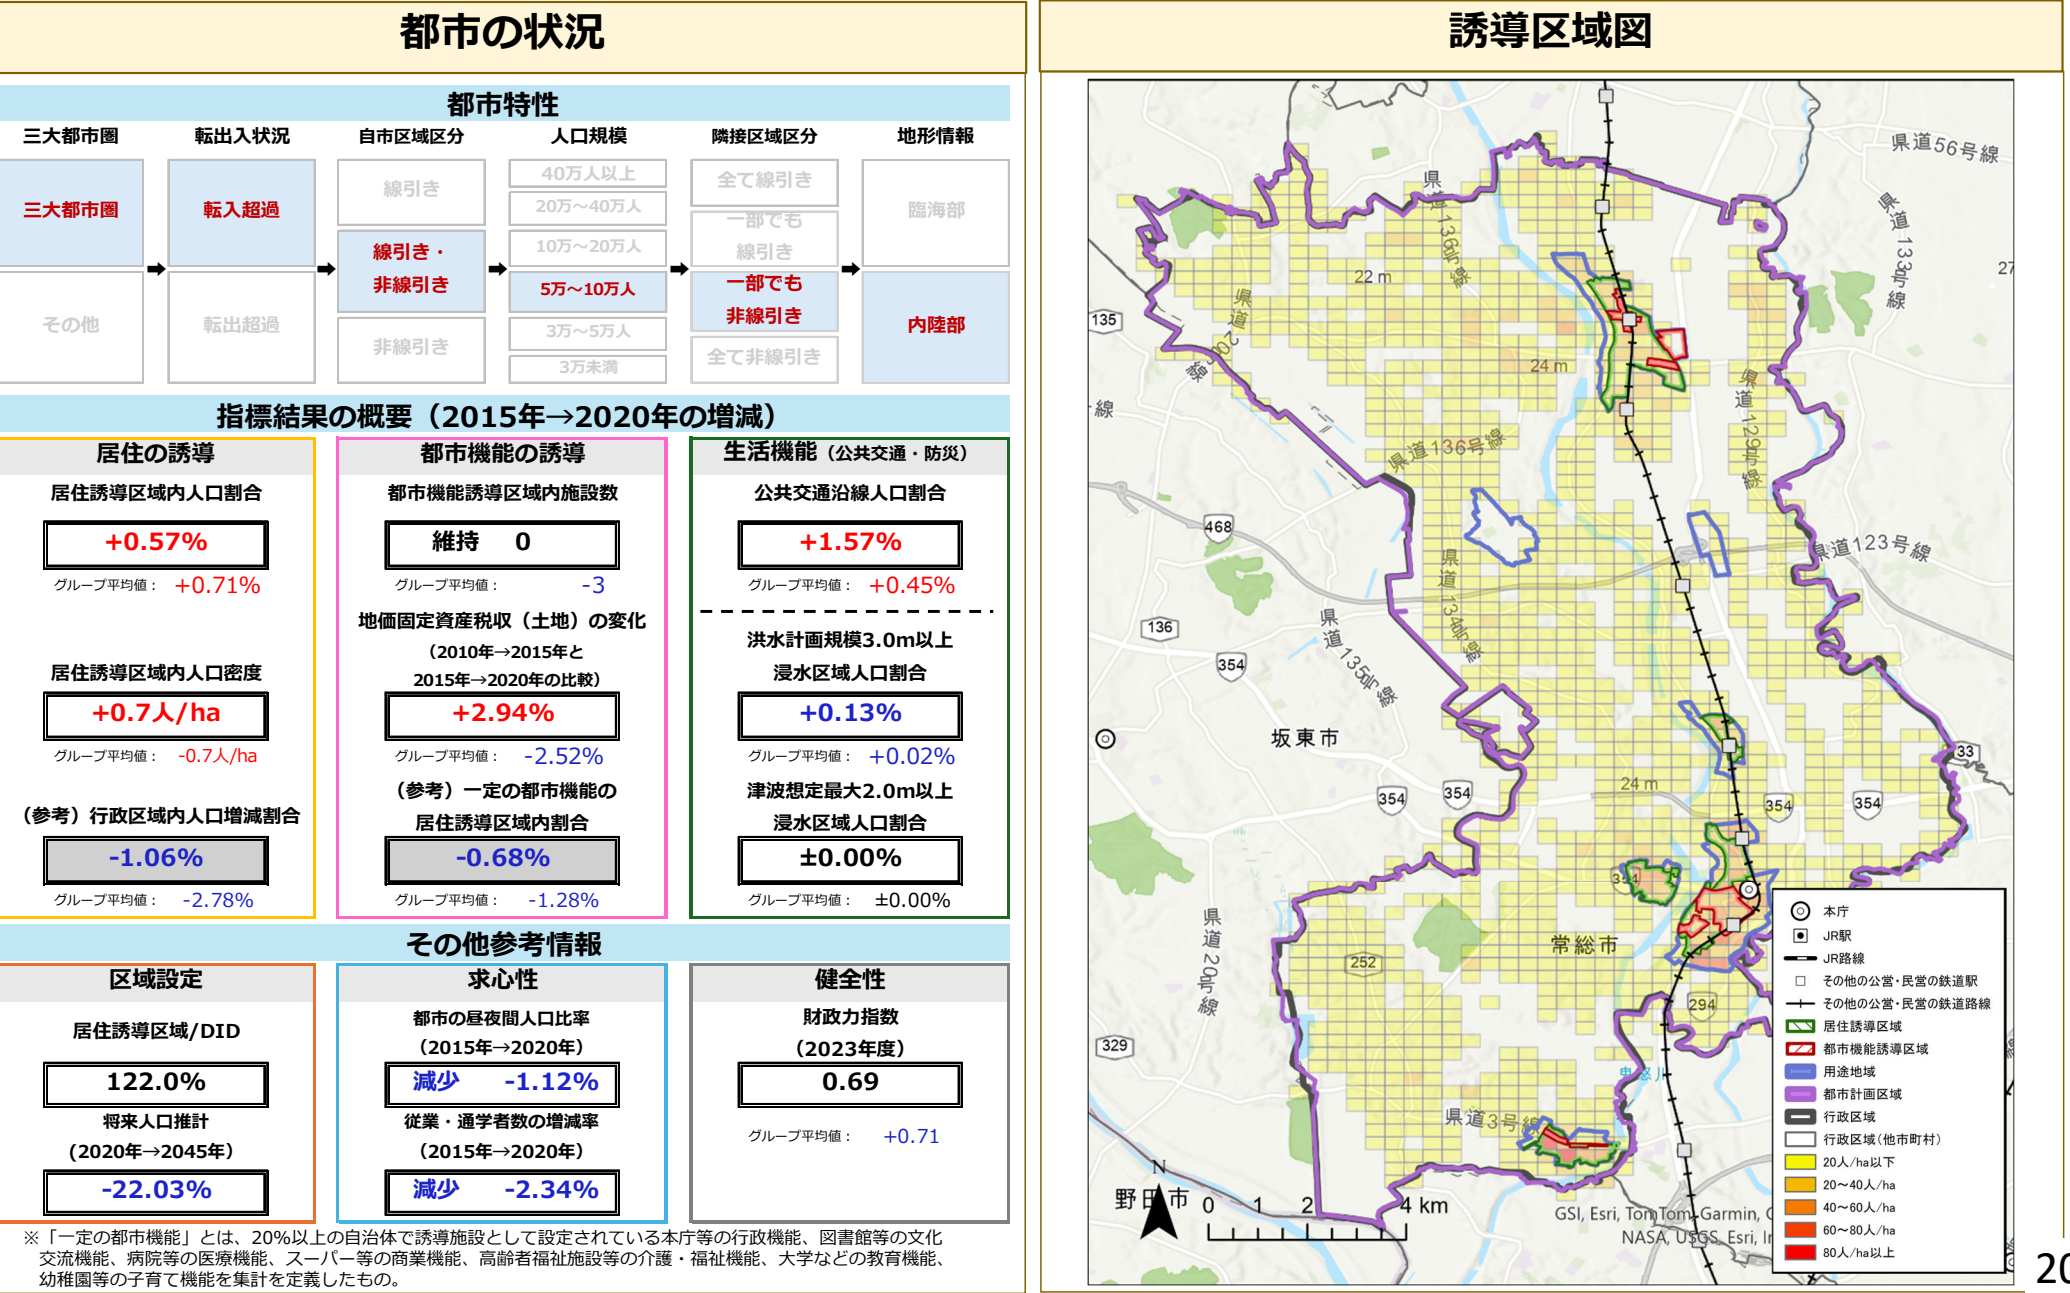 都市の状況
都市特性
三大都市圏 転出入状況 自市区域区分 人口規模 隣接区域区分 地形情報
三大都市圏
その他
転入超過
転出超過
線引き
線引き・
非線引き
非線引き
40万人以上
20万～40万人
10万～20万人
5万～10万人
3万～5万人
3万未満
全て線引き
一部でも
線引き
一部でも
非線引き
全て非線引き
臨海部
内陸部
指標結果の概要（2015年→2020年の増減）
居住の誘導
居住誘導区域内人口割合
+0.57%
グループ平均値： +0.71%
居住誘導区域内人口密度
+0.7人/ha
グループ平均値： -0.7人/ha
（参考）行政区域内人口増減割合
-1.06%
グループ平均値： -2.78%
都市機能の誘導
都市機能誘導区域内施設数
維持 0
グループ平均値： -3
地価固定資産税収（土地）の変化
（2010年→2015年と
2015年→2020年の比較）
+2.94%
グループ平均値： -2.52%
（参考）一定の都市機能の
居住誘導区域内割合
-0.68%
グループ平均値： -1.28%
生活機能（公共交通・防災）
公共交通沿線人口割合
+1.57%
グループ平均値： +0.45%
洪水計画規模3.0m以上
浸水区域人口割合
+0.13%
グループ平均値： +0.02%
津波想定最大2.0m以上
浸水区域人口割合
±0.00%
グループ平均値： ±0.00%
その他参考情報
区域設定
居住誘導区域/DID
122.0%
将来人口推計
（2020年→2045年）
-22.03%
求心性
都市の昼夜間人口比率
（2015年→2020年）
減少 -1.12%
従業・通学者数の増減率
（2015年→2020年）
減少 -2.34%
健全性
財政力指数
（2023年度）
0.69
グループ平均値： +0.71
※「一定の都市機能」とは、20%以上の自治体で誘導施設として設定されている本庁等の行政機能、図書館等の文化
交流機能、病院等の医療機能、スーパー等の商業機能、高齢者福祉施設等の介護・福祉機能、大学などの教育機能、
幼稚園等の子育て機能を集計を定義したもの。
誘導区域図
県道56号線
県道133号線
県道136号線
県道20号線
22 m
27
135
線
24 m
県道129号線
県道136号線
468
県道123号線
県道134号線
136
354
県道135号線
坂東市
33
24 m
354
354
354
354
354
常総市
県道20号線
252
294
329
鬼怒川
県道3号線
野田市
N
0 1 2 4 km
GSI, Esri, TomTom, Garmin,
NASA, USGS, Esri,
本庁
JR駅
JR路線
その他の公営・民営の鉄道駅
その他の公営・民営の鉄道路線
居住誘導区域
都市機能誘導区域
用途地域
都市計画区域
行政区域
行政区域（他市町村）
20人/ha以下
20～40人/ha
40～60人/ha
60～80人/ha
80人/ha以上